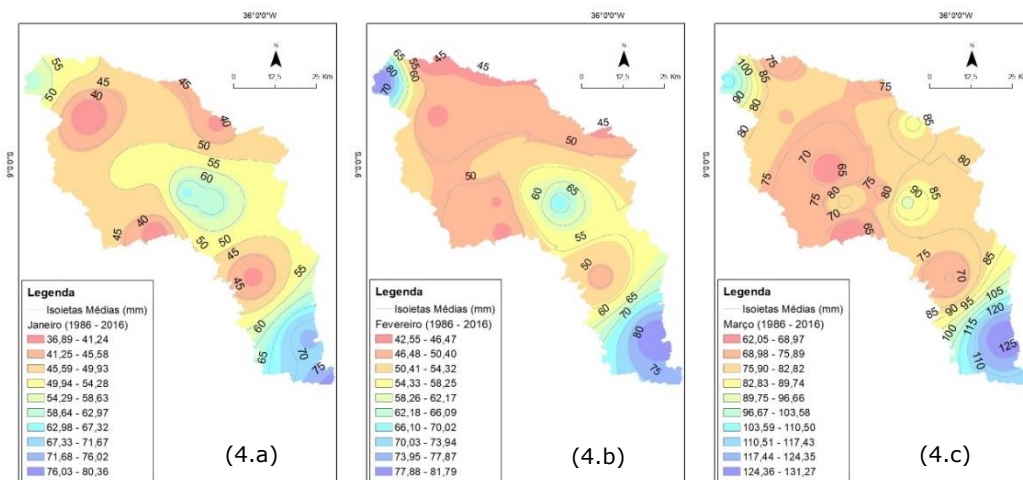 36°0'0"W
N
0 12,5 25 Km
9°0'0"S
55
50
45
40
40
50
55
60
40
45
50
50
45
45
55
60
65
70
75
Legenda
Isoietas Médias (mm)
Janeiro (1986 - 2016)
36,89 - 41,24
41,25 - 45,58
45,59 - 49,93
49,94 - 54,28
54,29 - 58,63
58,64 - 62,97
62,98 - 67,32
67,33 - 71,67
71,68 - 76,02
76,03 - 80,36
(4.a)
36°0'0"W
N
0 12,5 25 Km
65
55
60
80
70
45
45
45
50
50
60
65
55
50
60
65
70
80
75
Legenda
Isoietas Médias (mm)
Fevereiro (1986 - 2016)
42,55 - 46,47
46,48 - 50,40
50,41 - 54,32
54,33 - 58,25
58,26 - 62,17
62,18 - 66,09
66,10 - 70,02
70,03 - 73,94
73,95 - 77,87
77,88 - 81,79
(4.b)
36°0'0"W
N
0 12,5 25 Km
9°0'0"S
100
75
85
90
80
80
75
85
80
70
65
75
75
80
75
80
70
65
90
85
75
70
85
85
90
95
100
105
120
115
125
110
Legenda
Isoietas Médias (mm)
Março (1986 - 2016)
62,05 - 68,97
68,98 - 75,89
75,90 - 82,82
82,83 - 89,74
89,75 - 96,66
96,67 - 103,58
103,59 - 110,50
110,51 - 117,43
117,44 - 124,35
124,36 - 131,27
(4.c)